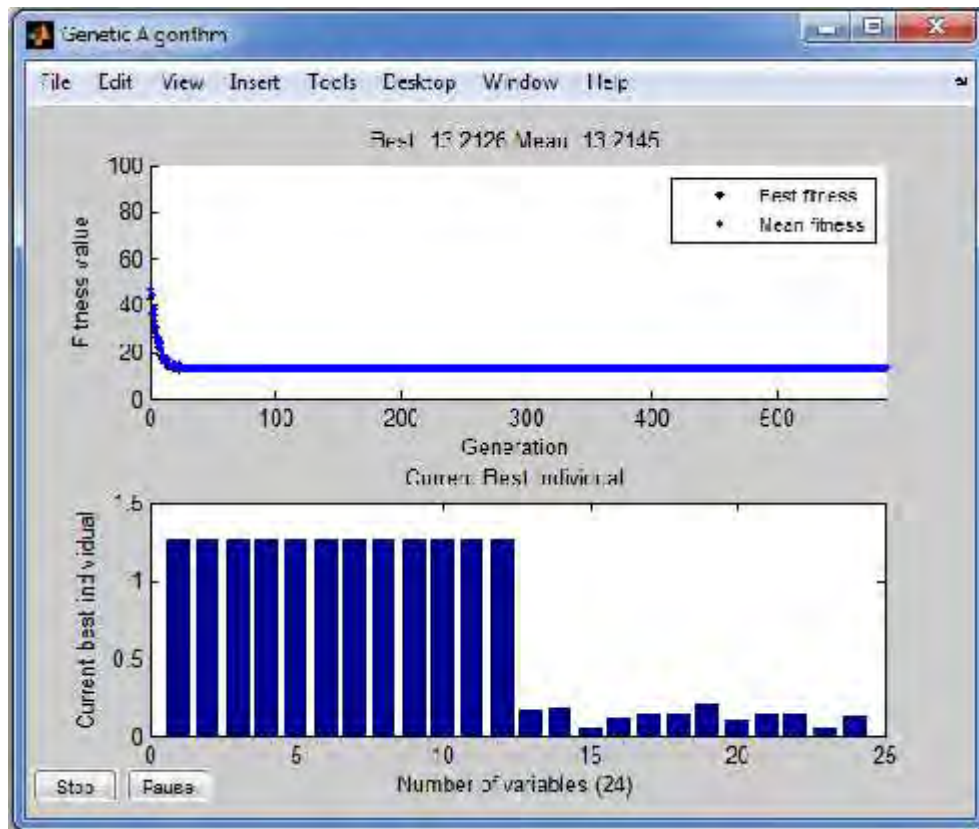 Genetic Algorithm
File Edit View Insert Tools Desktop Window Help
Best: 13.2126 Mean: 13.2145
100
80
60
40
20
0
Fitness value
Best fitness
Mean fitness
0 100 200 300 400 500
Generation
Current Best Individual
1.5
1
0.5
0
Current best individual
0 5 10 15 20 25
Number of variables (24)
Stop Pause